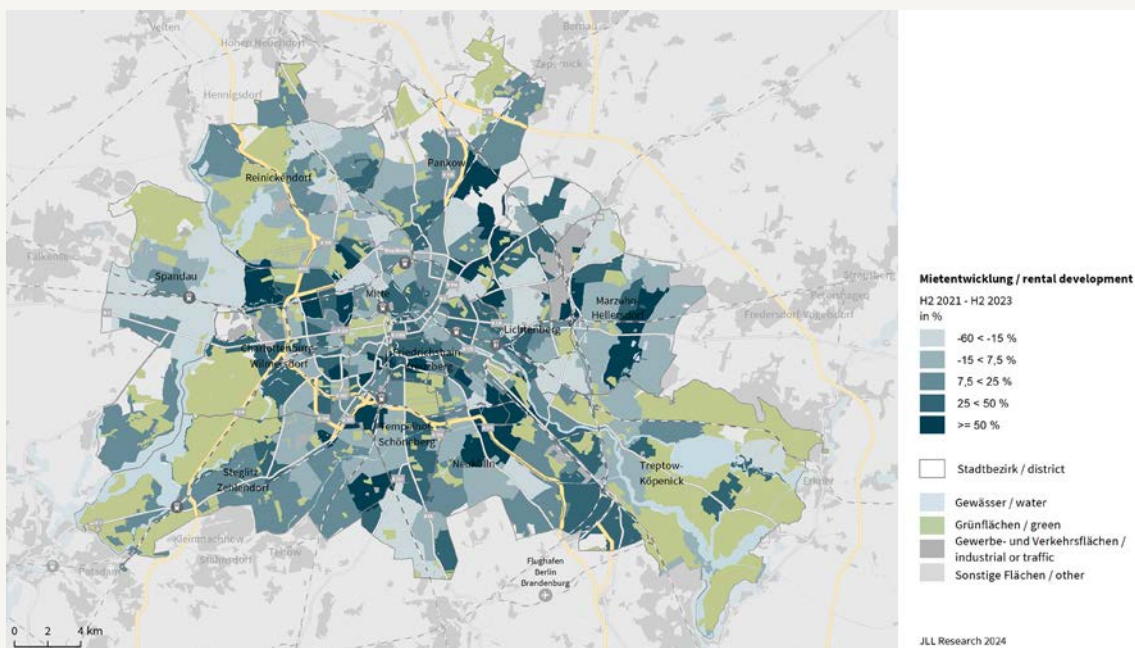 Velten
Hohen Neuendorf
Bernau
Zepernick
Hennigsdorf
Pankow
Reinickendorf
Falkensee
Spandau
Mitte
Marzahn-
Hellersdorf
Strausberg
Petershagen
Fredersdorf-Vogelsdorf
Lichtenberg
Charlottenburg-
Wilmersdorf
Friedrichshain
Kreuzberg
Tempelhof-
Schöneberg
Neukölln
Steglitz
Zehlendorf
Treptow-
Köpenick
Erkner
Kleinmachnow
Stahnsdorf
Teltow
Potsdam
Flughafen
Berlin
Brandenburg
0 2 4 km
Mietentwicklung / rental development
H2 2021 - H2 2023
in %
-60 < -15 %
-15 < 7,5 %
7,5 < 25 %
25 < 50 %
>= 50 %
Stadtbezirk / district
Gewässer / water
Grünflächen / green
Gewerbe- und Verkehrsflächen /
industrial or traffic
Sonstige Flächen / other
JLL Research 2024